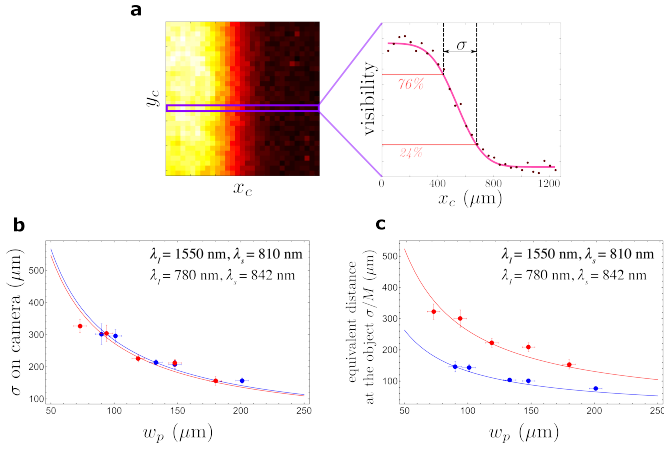 a
y_c
x_c
visibility
σ
76%
24%
0 400 800 1200
x_c (μm)
b
σ on camera (μm)
500
400
300
200
100
λ_I = 1550 nm, λ_s = 810 nm
λ_I = 780 nm, λ_s = 842 nm
50 100 150 200 250
w_p (μm)
c
equivalent distance
at the object σ/M (μm)
500
400
300
200
100
λ_I = 1550 nm, λ_s = 810 nm
λ_I = 780 nm, λ_s = 842 nm
50 100 150 200 250
w_p (μm)